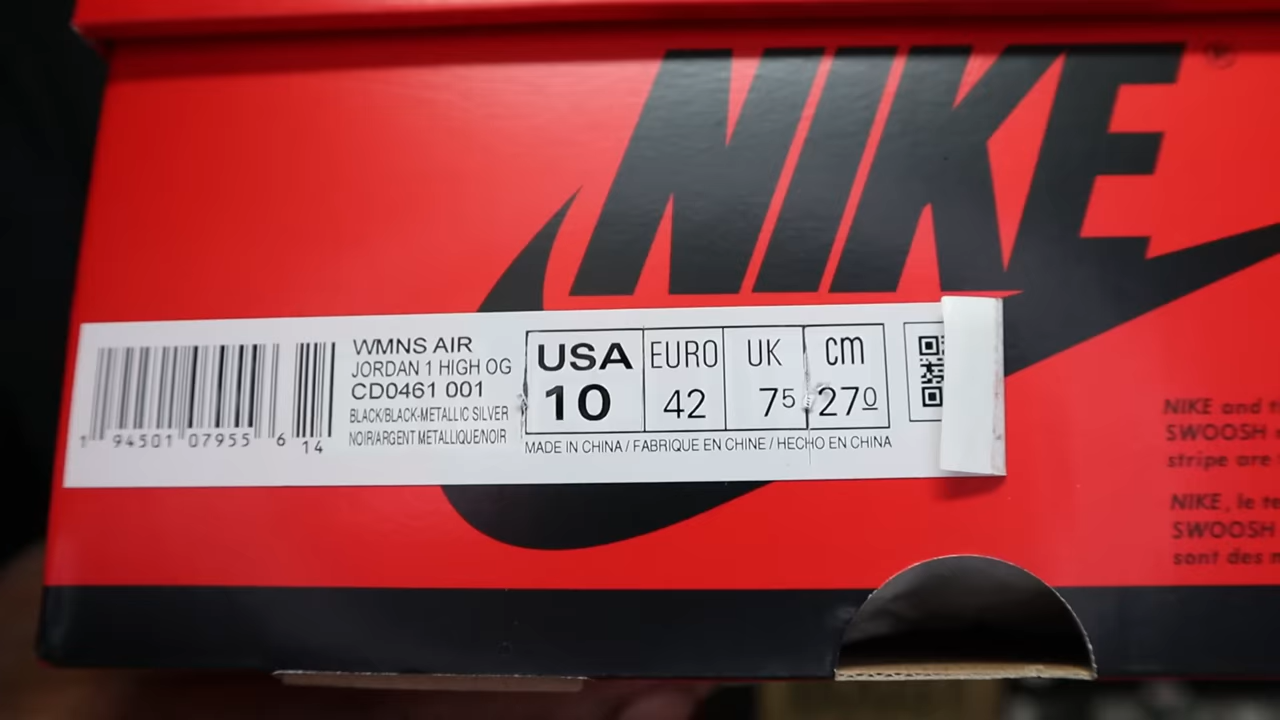 NIKE
®
WMNS AIR
JORDAN 1 HIGH OG
CD0461 001
BLACK/BLACK-METALLIC SILVER
NOIR/ARGENT METALLIQUE/NOIR
1 94501 07955 6 14
USA EURO UK cm
10 42 7 5 27 0
MADE IN CHINA / FABRIQUE EN CHINE / HECHO EN CHINA
NIKE and
SWOOSH
stripe are
NIKE, le
SWOOSH
sont des